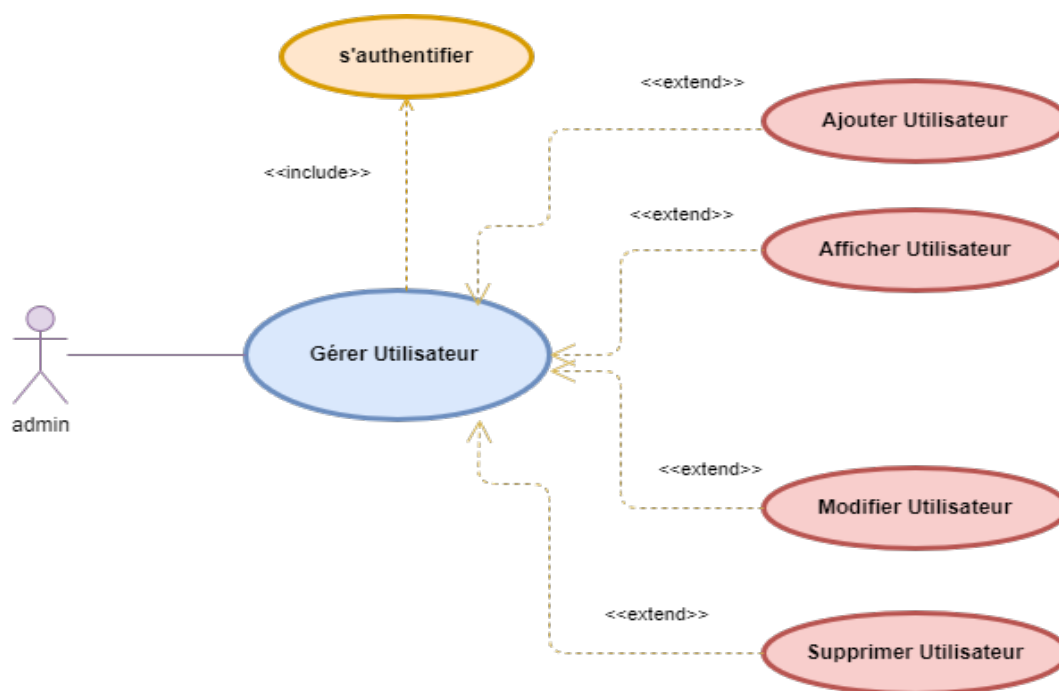 s'authentifier
<<extend>>
Ajouter Utilisateur
<<include>>
<<extend>>
Afficher Utilisateur
Gérer Utilisateur
admin
<<extend>>
Modifier Utilisateur
<<extend>>
Supprimer Utilisateur